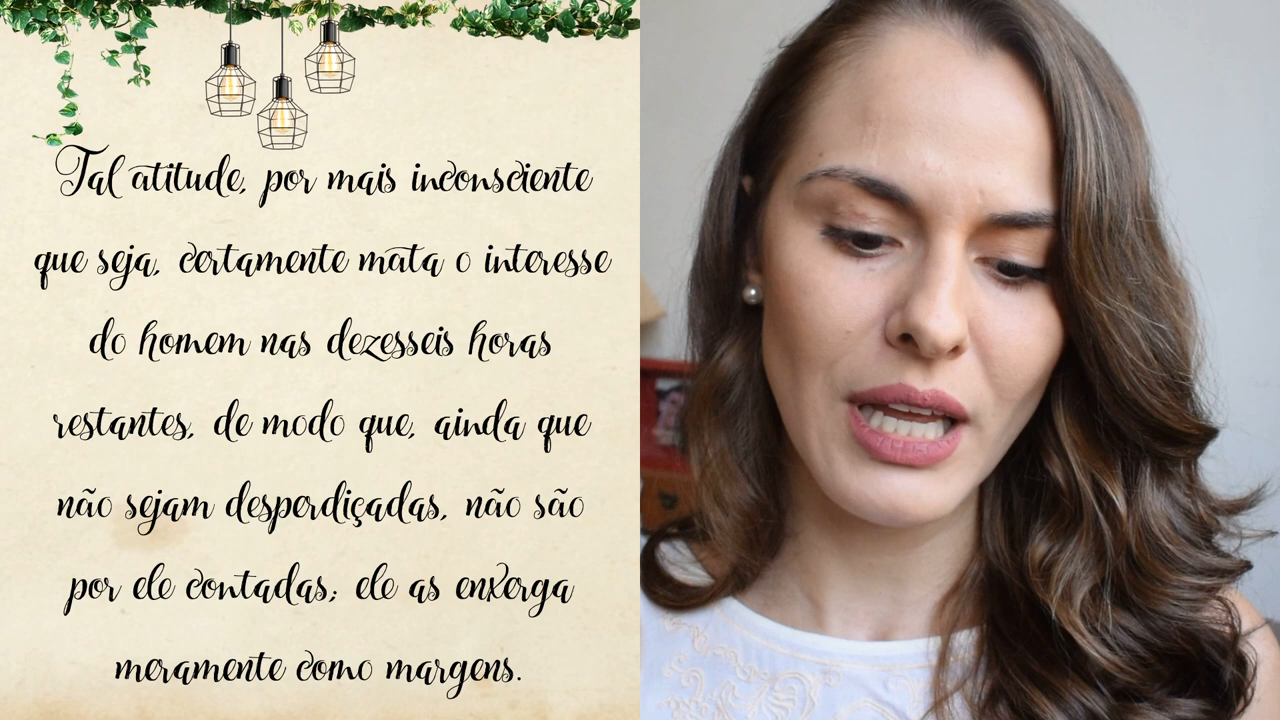 Tal atitude, por mais inconsciente
que seja, certamente mata o interesse
do homem nas dezesseis horas
restantes, de modo que, ainda que
não sejam desperdiçadas, não são
por ele contadas; ele as enxerga
meramente como margens.